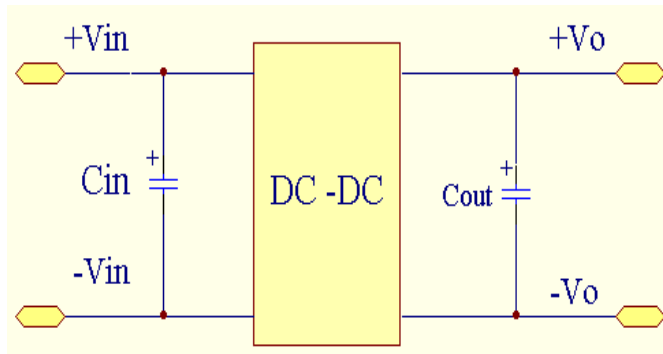 +Vin
+Vo
+
Cin
DC -DC
+
Cout
-Vin
-Vo